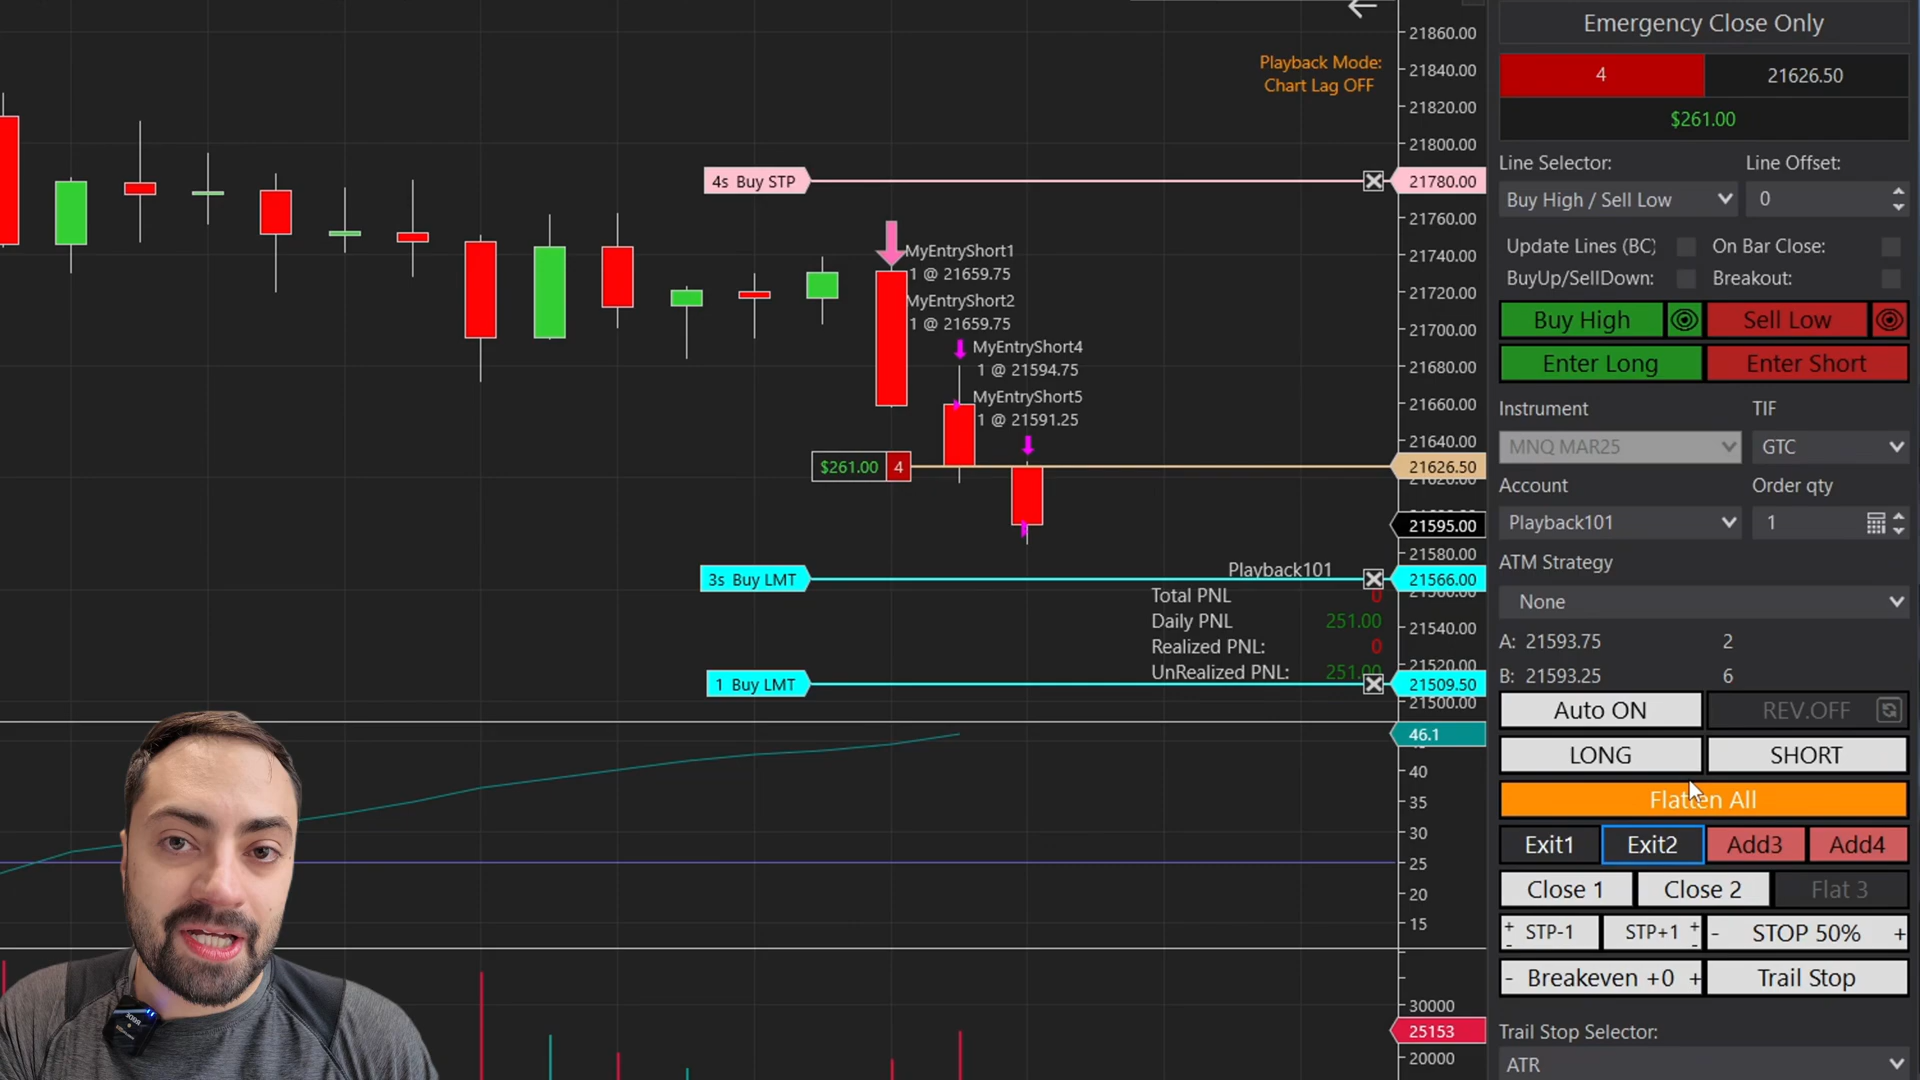 Emergency Close Only
4 21626.50
$261.00
Line Selector: Line Offset:
Buy High / Sell Low 0
Update Lines (BC) On Bar Close:
BuyUp/SellDown: Breakout:
Buy High Sell Low
Enter Long Enter Short
Instrument TIF
MNQ MAR25 GTC
Account Order qty
Playback101 1
ATM Strategy
None
A: 21593.75 2
B: 21593.25 6
Auto ON REV.OFF
LONG SHORT
Flatten All
Exit1 Exit2 Add3 Add4
Close 1 Close 2 Flat 3
+ - STP-1 STP+1 + - - STOP 50% +
- Breakeven +0 + Trail Stop
Trail Stop Selector:
ATR
Playback Mode:
Chart Lag OFF
4s Buy STP
MyEntryShort1
1 @ 21659.75
MyEntryShort2
1 @ 21659.75
MyEntryShort4
1 @ 21594.75
MyEntryShort5
1 @ 21591.25
$261.00 4
3s Buy LMT
Playback101
Total PNL 0
Daily PNL 251.00
Realized PNL: 0
UnRealized PNL: 251.00
1 Buy LMT
21860.00
21840.00
21820.00
21800.00
21780.00
21760.00
21740.00
21720.00
21700.00
21680.00
21660.00
21640.00
21626.50
21620.00
21595.00
21580.00
21566.00
21560.00
21540.00
21520.00
21509.50
21500.00
46.1
40
35
30
25
20
15
30000
25153
20000